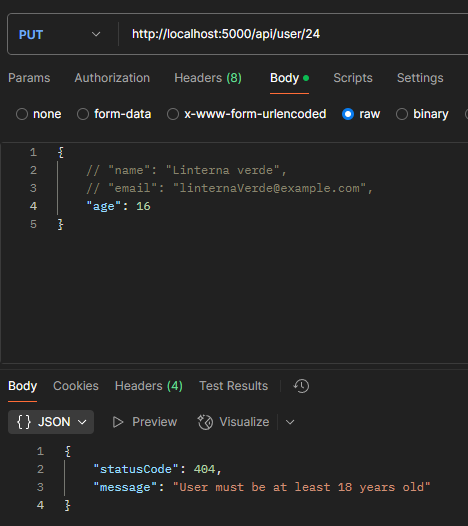 PUT http://localhost:5000/api/user/24
Params Authorization Headers (8) Body Scripts Settings
none form-data x-www-form-urlencoded raw binary
1 {
2 // "name": "Linterna verde",
3 // "email": "linternaVerde@example.com",
4 "age": 16
5 }
Body Cookies Headers (4) Test Results
{} JSON Preview Visualize
1 {
2 "statusCode": 404,
3 "message": "User must be at least 18 years old"
4 }